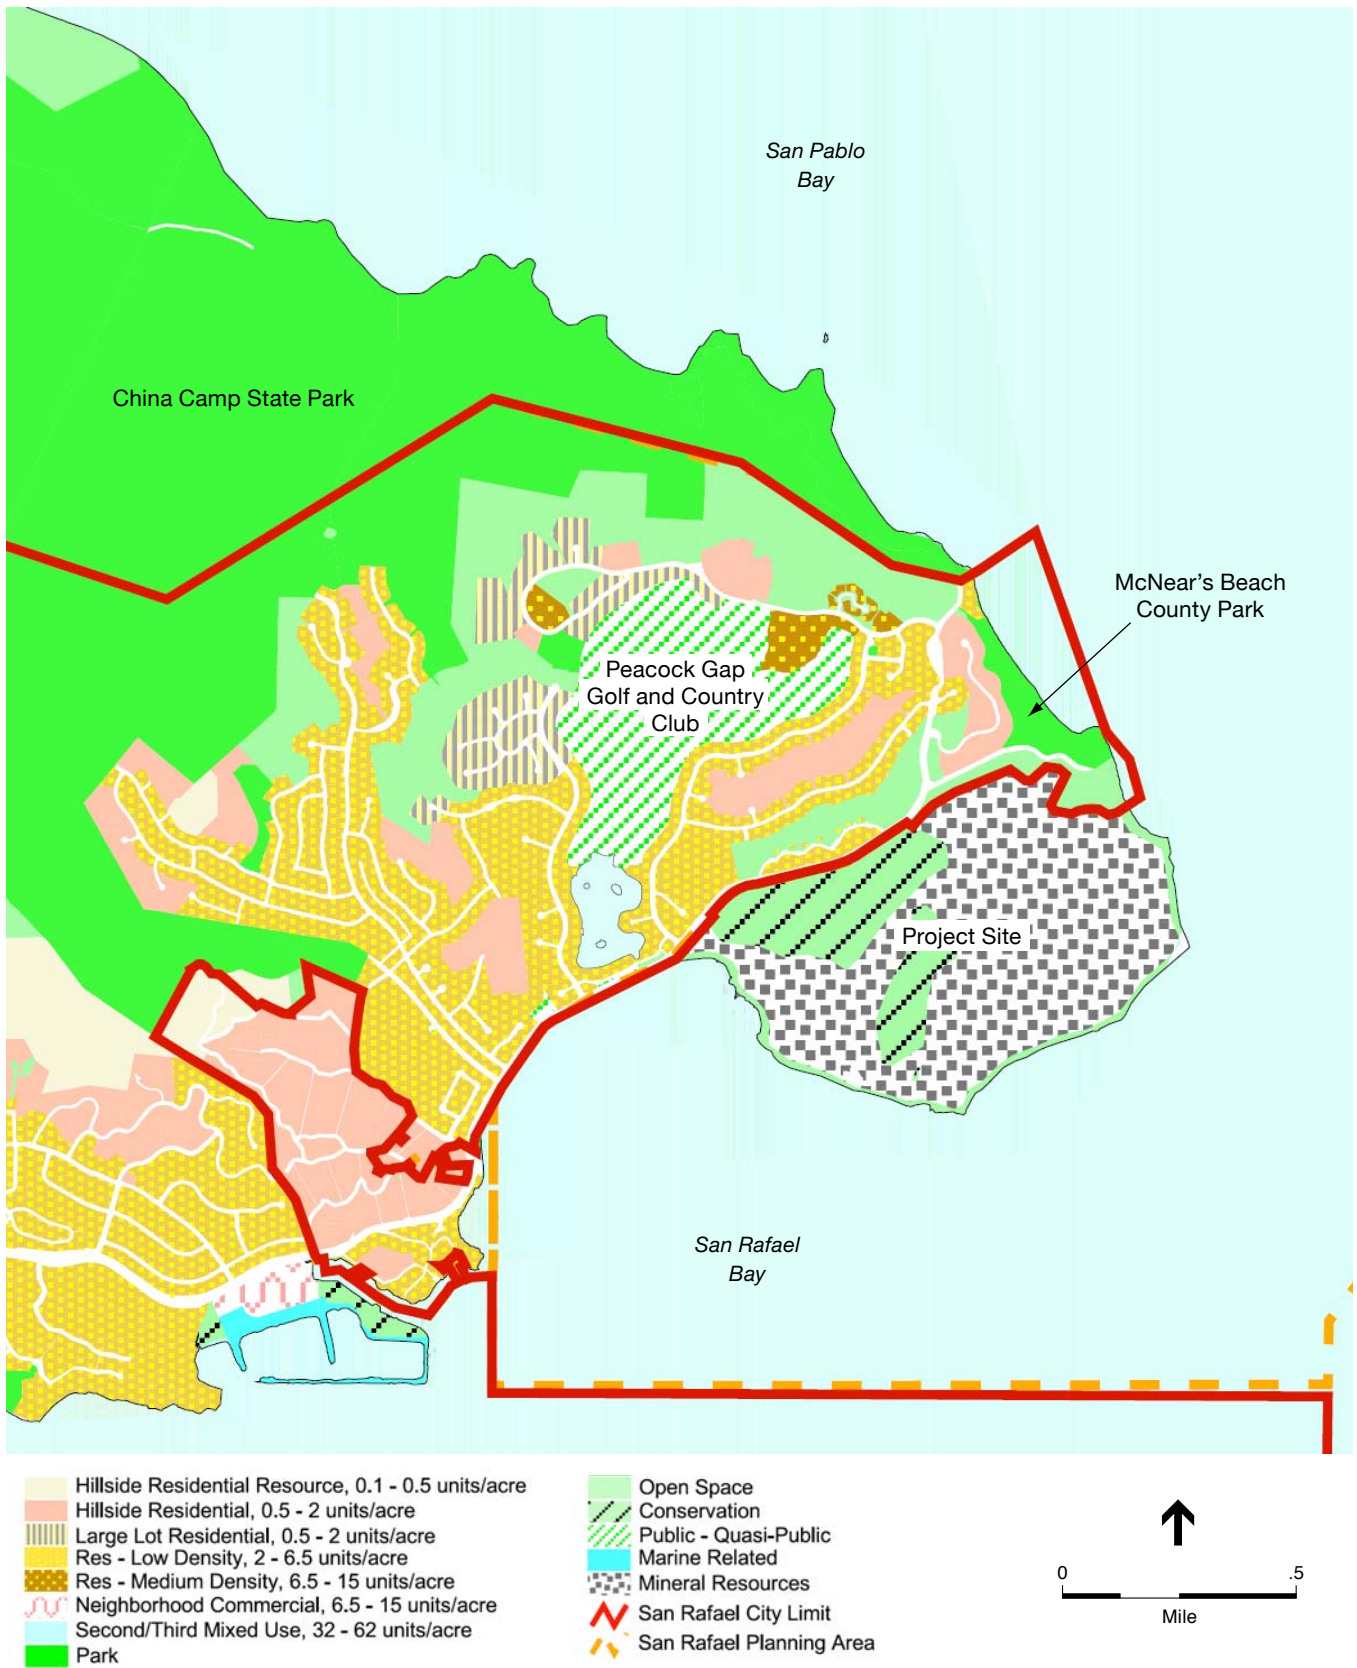 San Pablo
Bay
China Camp State Park
McNear's Beach
County Park
Peacock Gap
Golf and Country
Club
Project Site
San Rafael
Bay
Hillside Residential Resource, 0.1 - 0.5 units/acre
Hillside Residential, 0.5 - 2 units/acre
Large Lot Residential, 0.5 - 2 units/acre
Res - Low Density, 2 - 6.5 units/acre
Res - Medium Density, 6.5 - 15 units/acre
Neighborhood Commercial, 6.5 - 15 units/acre
Second/Third Mixed Use, 32 - 62 units/acre
Park
Open Space
Conservation
Public - Quasi-Public
Marine Related
Mineral Resources
San Rafael City Limit
San Rafael Planning Area
0 .5
Mile